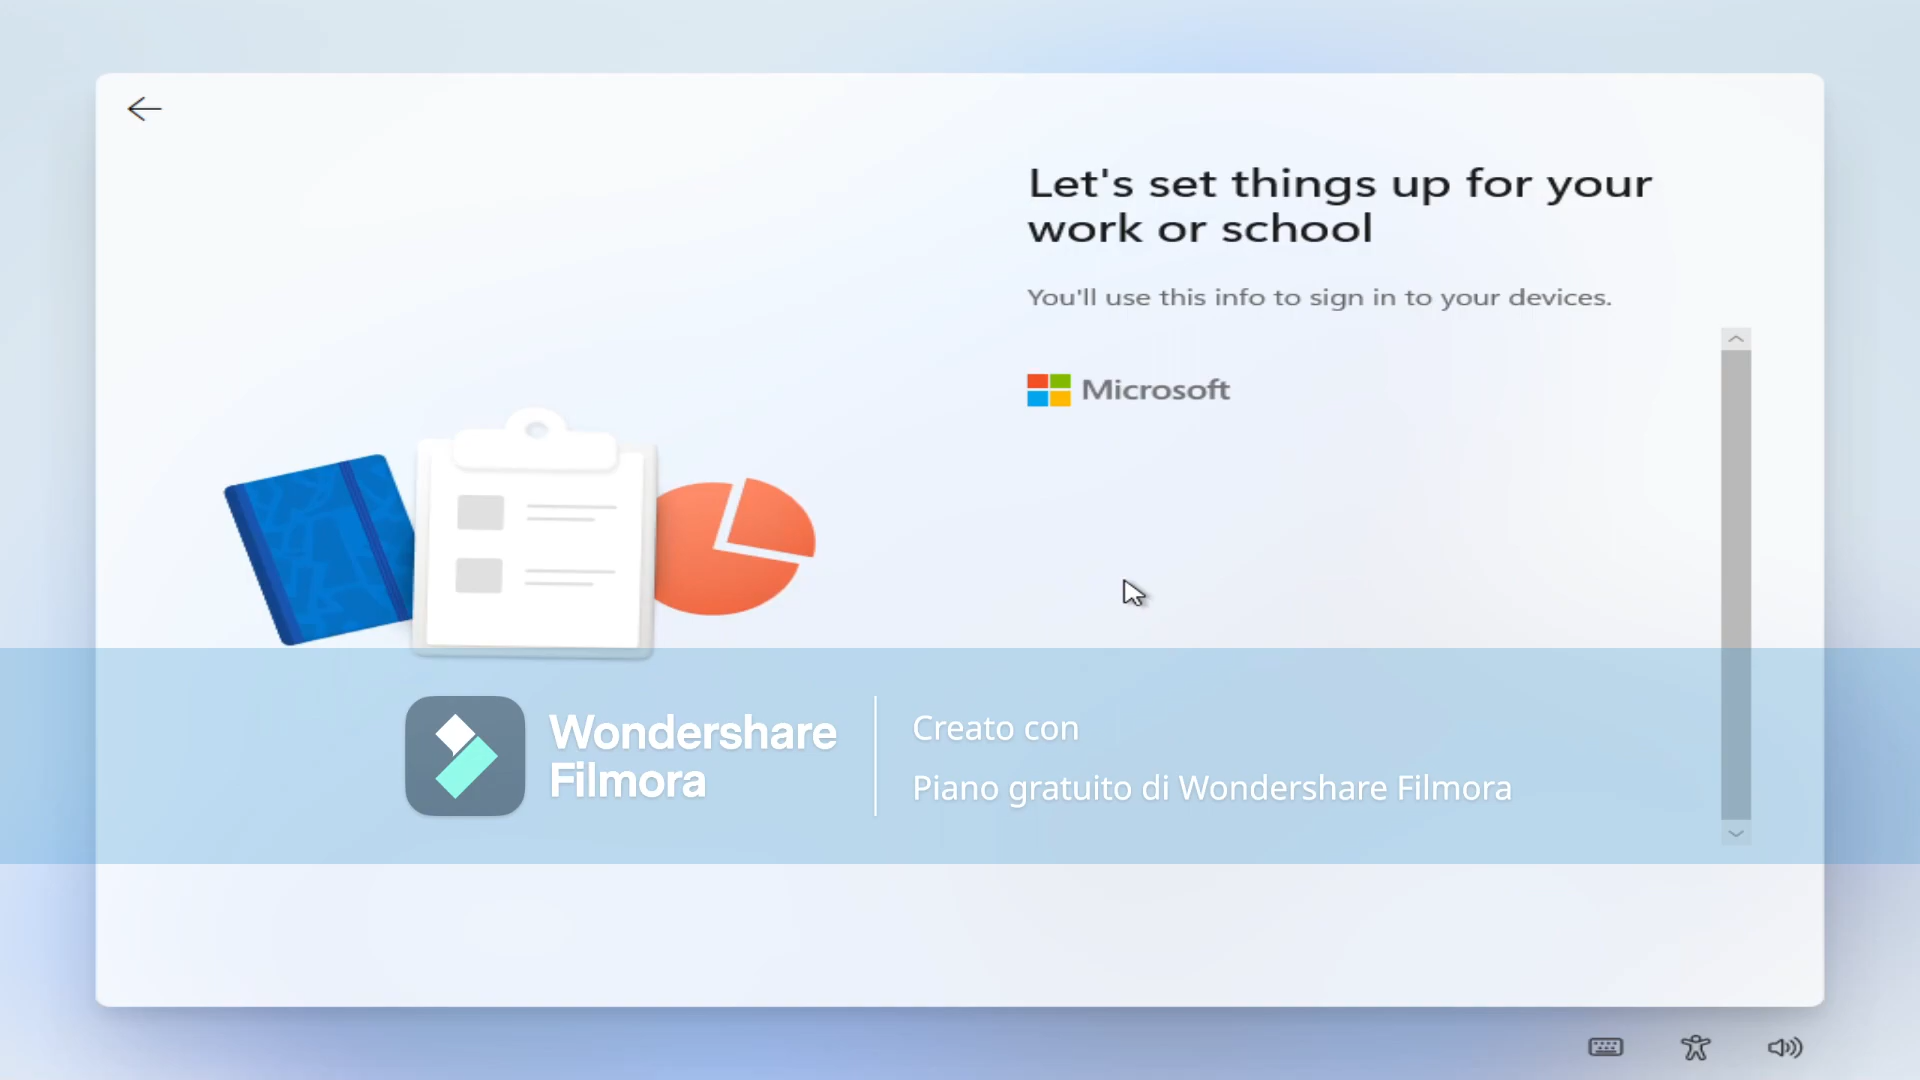 Let's set things up for your
work or school
You'll use this info to sign in to your devices.
Microsoft
Wondershare
Filmora
Creato con
Piano gratuito di Wondershare Filmora